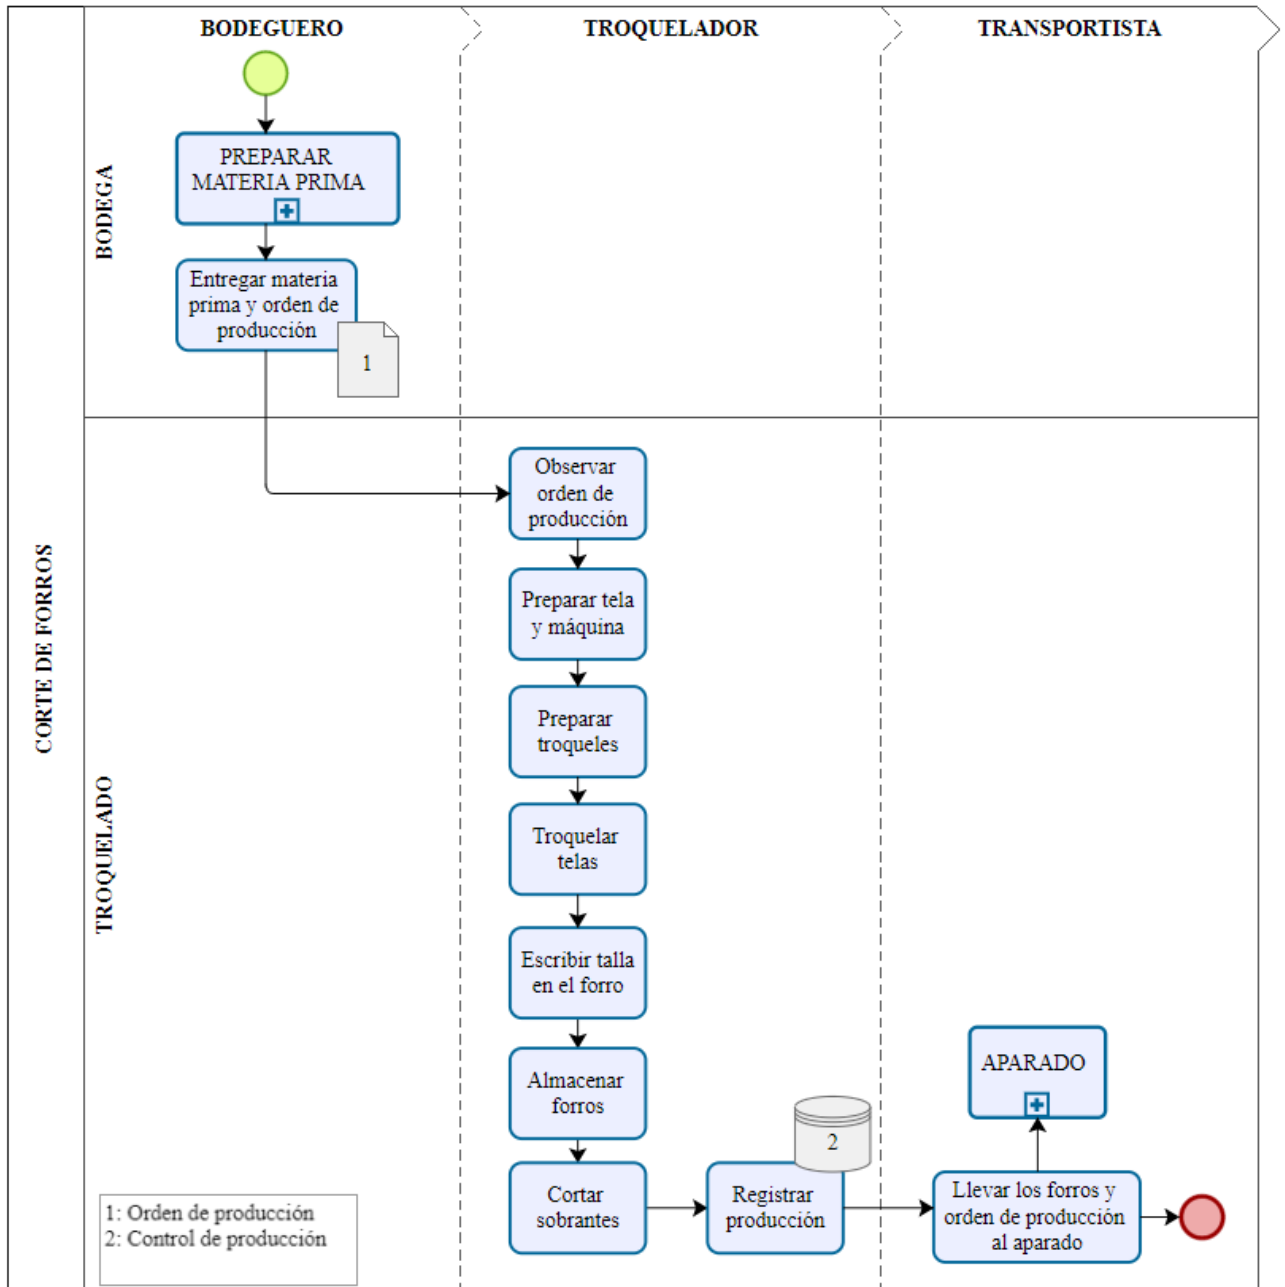 BODEGUERO
TROQUELADOR
TRANSPORTISTA
CORTE DE FORROS
BODEGA
PREPARAR
MATERIA PRIMA
Entregar materia
prima y orden de
producción
1
TROQUELADO
Observar
orden de
producción
Preparar tela
y máquina
Preparar
troqueles
Troquelar
telas
Escribir talla
en el forro
Almacenar
forros
Cortar
sobrantes
Registrar
producción
2
Llevar los forros y
orden de producción
al aparado
APARADO
1: Orden de producción
2: Control de producción